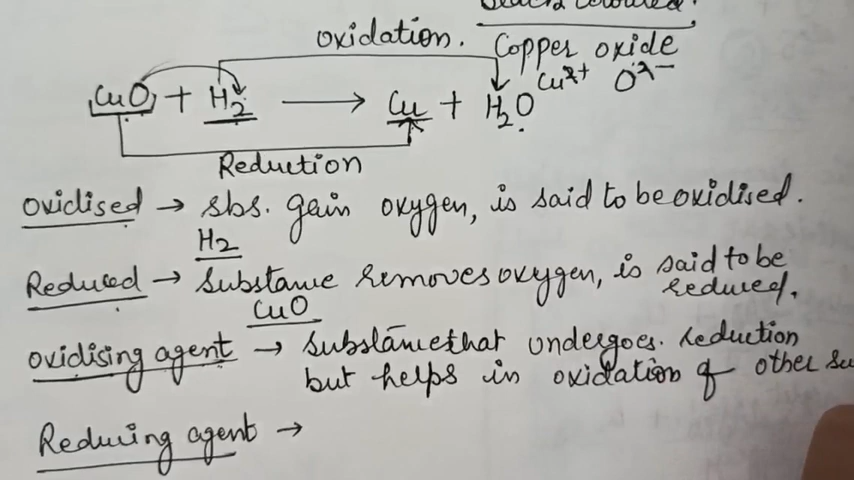 oxidation.
Copper oxide
Cu2+ O2−
CuO + H2 → Cu + H2O
Reduction
oxidised → sbs. gain oxygen, is said to be oxidised.
H2
Reduced → substance removes oxygen, is said to be
reduced.
CuO
oxidising agent → substance that undergoes. reduction
but helps in oxidation of other su
Reducing agent →